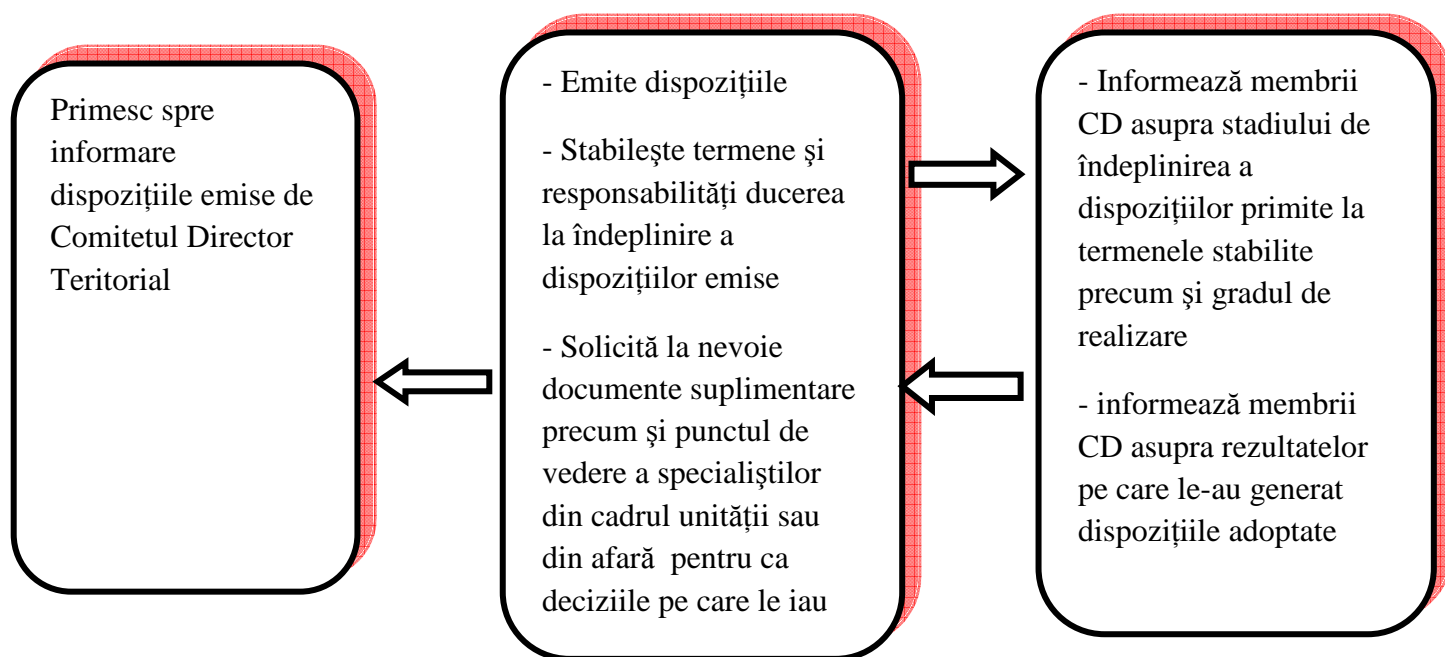 Primesc spre
informare
dispozițiile emise de
Comitetul Director
Teritorial
- Emite dispozițiile
- Stabileşte termene şi
responsabilități ducerea
la îndeplinire a
dispozițiilor emise
- Solicită la nevoie
documente suplimentare
precum şi punctul de
vedere a specialiştilor
din cadrul unității sau
din afară  pentru ca
deciziile pe care le iau
- Informează membrii
CD asupra stadiului de
îndeplinirea a
dispozițiilor primite la
termenele stabilite
precum şi gradul de
realizare
- informează membrii
CD asupra rezultatelor
pe care le-au generat
dispozițiile adoptate